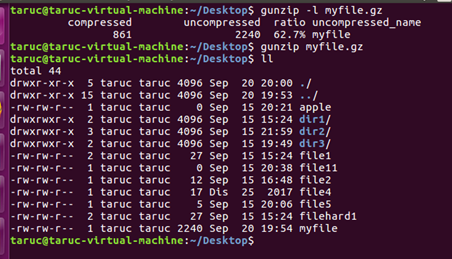 taruc@taruc-virtual-machine:~/Desktop$ gunzip -l myfile.gz
         compressed        uncompressed  ratio uncompressed_name
                861                2240  62.7% myfile
taruc@taruc-virtual-machine:~/Desktop$ gunzip myfile.gz
taruc@taruc-virtual-machine:~/Desktop$ ll
total 44
drwxr-xr-x  5 taruc taruc 4096 Sep  20 20:00 ./
drwxr-xr-x 15 taruc taruc 4096 Sep  20 19:53 ../
-rw-rw-r--  1 taruc taruc    0 Sep  15 20:21 apple
drwxrwxr-x  2 taruc taruc 4096 Sep  15 15:24 dir1/
drwxrwxr-x  3 taruc taruc 4096 Sep  15 21:59 dir2/
drwxrwxr-x  2 taruc taruc 4096 Sep  15 19:49 dir3/
-rw-rw-r--  2 taruc taruc   27 Sep  15 15:24 file1
-rw-rw-r--  1 taruc taruc    0 Sep  15 20:38 file11
-rw-rw-r--  1 taruc taruc   12 Sep  15 16:48 file2
-rw-rw-r--  1 taruc taruc   17 Dis  25  2017 file4
-rw-rw-r--  1 taruc taruc    5 Sep  15 20:06 file5
-rw-rw-r--  2 taruc taruc   27 Sep  15 15:24 filehard1
-rw-rw-r--  1 taruc taruc 2240 Sep  20 19:54 myfile
taruc@taruc-virtual-machine:~/Desktop$